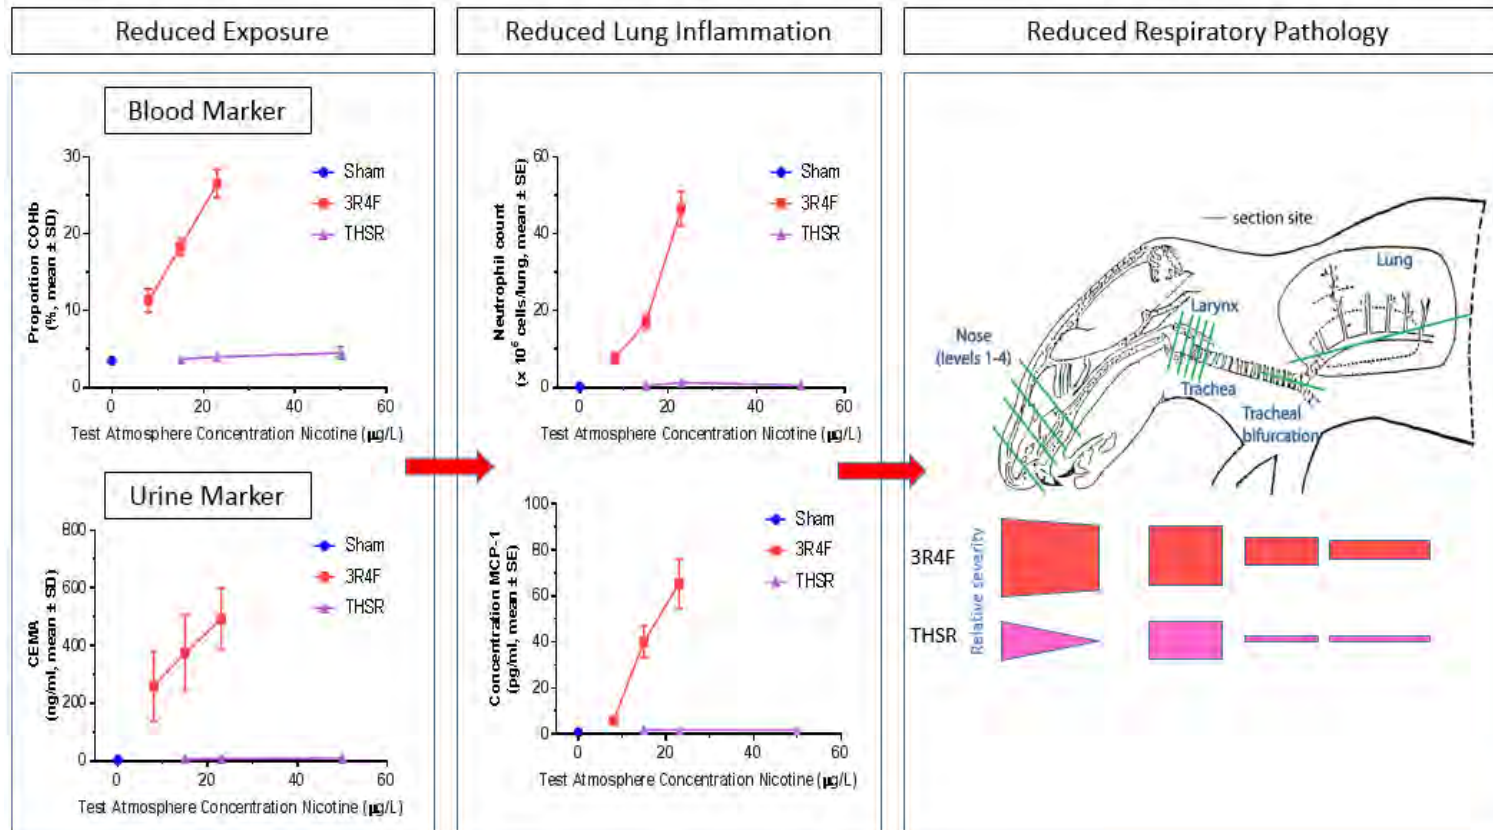 Reduced Exposure
Reduced Lung Inflammation
Reduced Respiratory Pathology
Blood Marker
Proportion COHb
(%, mean ± SD)
30
20
10
0
0
20
40
60
Sham
3R4F
THSR
Test Atmosphere Concentration Nicotine (µg/L)
Urine Marker
CEMA
(ng/ml, mean ± SD)
800
600
400
200
0
0
20
40
60
Sham
3R4F
THSR
Test Atmosphere Concentration Nicotine (µg/L)
Neutrophil count
(x 10⁶ cells/lung, mean ± SE)
60
40
20
0
0
20
40
60
Sham
3R4F
THSR
Test Atmosphere Concentration Nicotine (µg/L)
Concentration MCP-1
(pg/ml, mean ± SE)
100
80
60
40
20
0
0
20
40
60
Sham
3R4F
THSR
Test Atmosphere Concentration Nicotine (µg/L)
section site
Lung
Larynx
Nose
(levels 1-4)
Trachea
Tracheal
bifurcation
Relative severity
3R4F
THSR